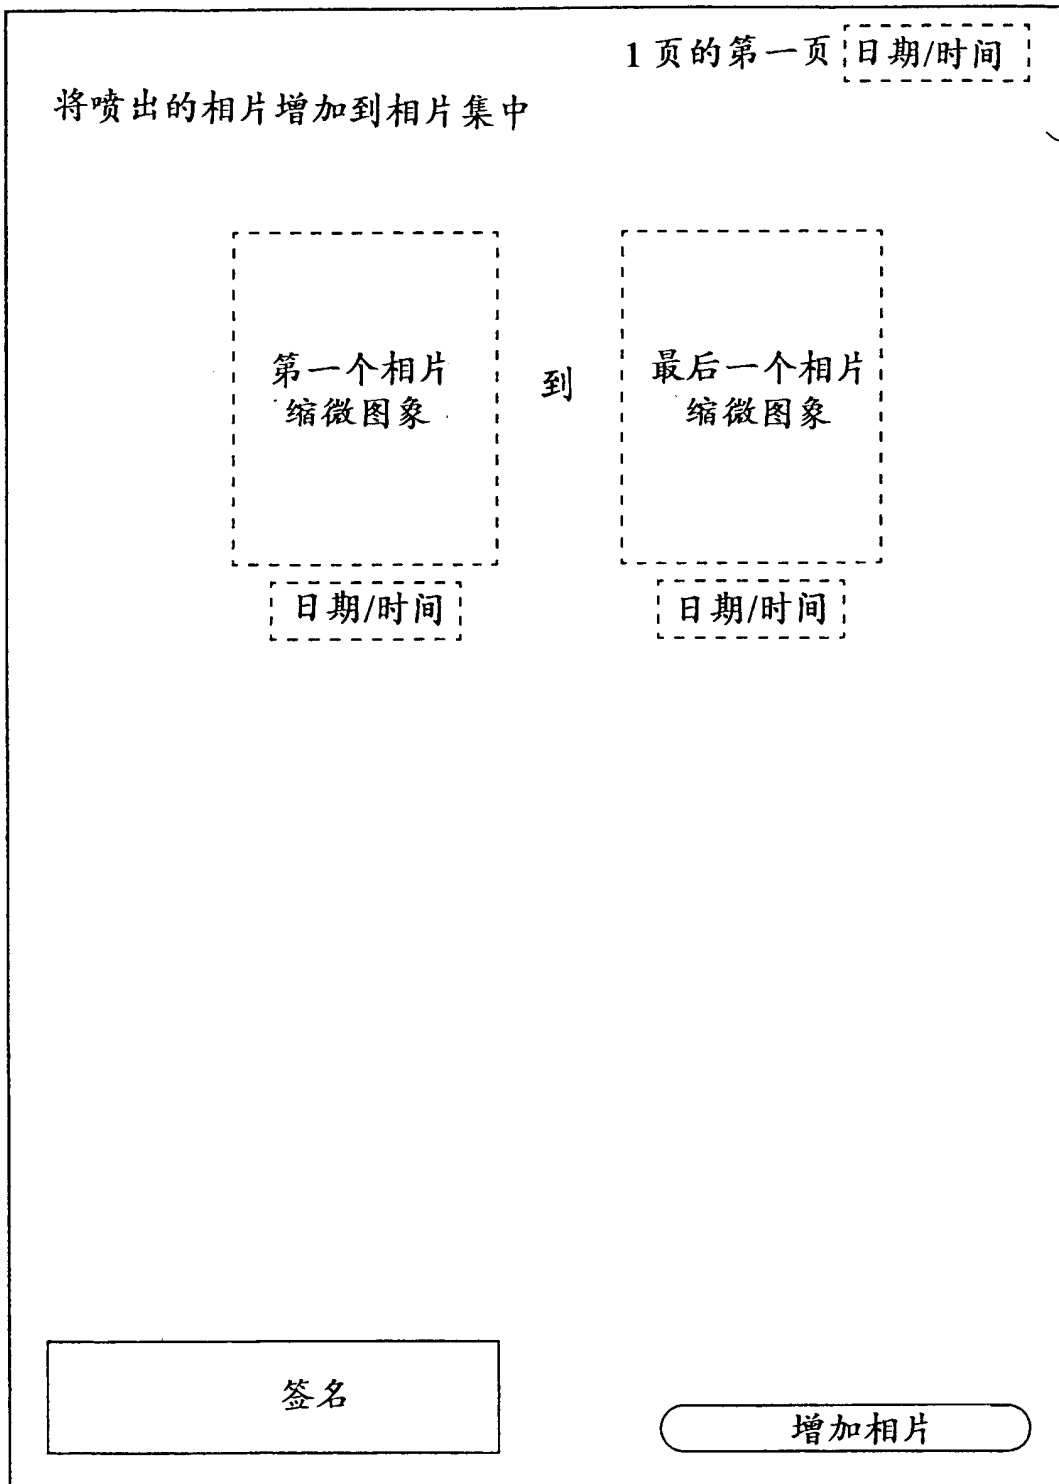 1 页的第一页 日期/时间
将喷出的相片增加到相片集中
第一个相片
缩微图象
到
最后一个相片
缩微图象
日期/时间
日期/时间
签名
增加相片